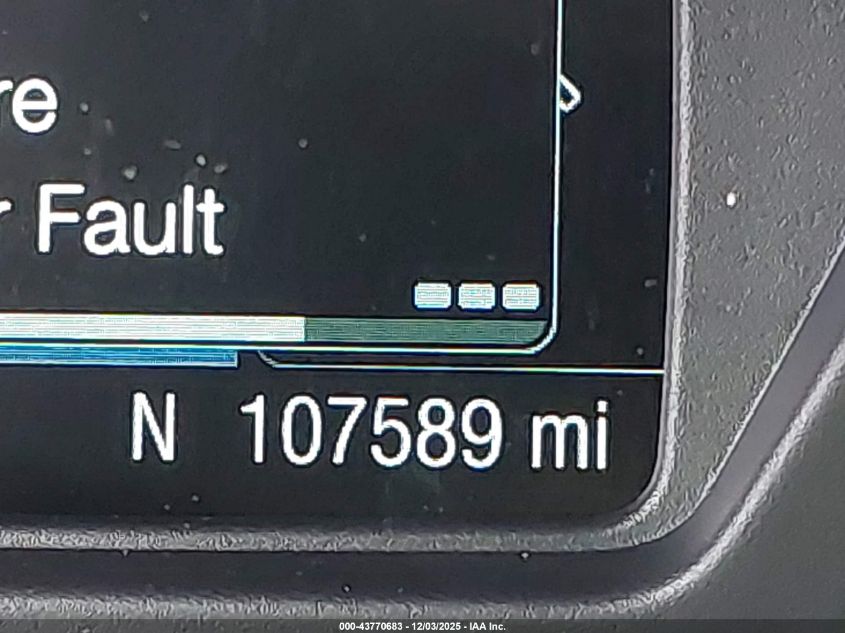 re
r Fault
N 107589 mi
000-43770683 - 12/03/2025 - IAA Inc.